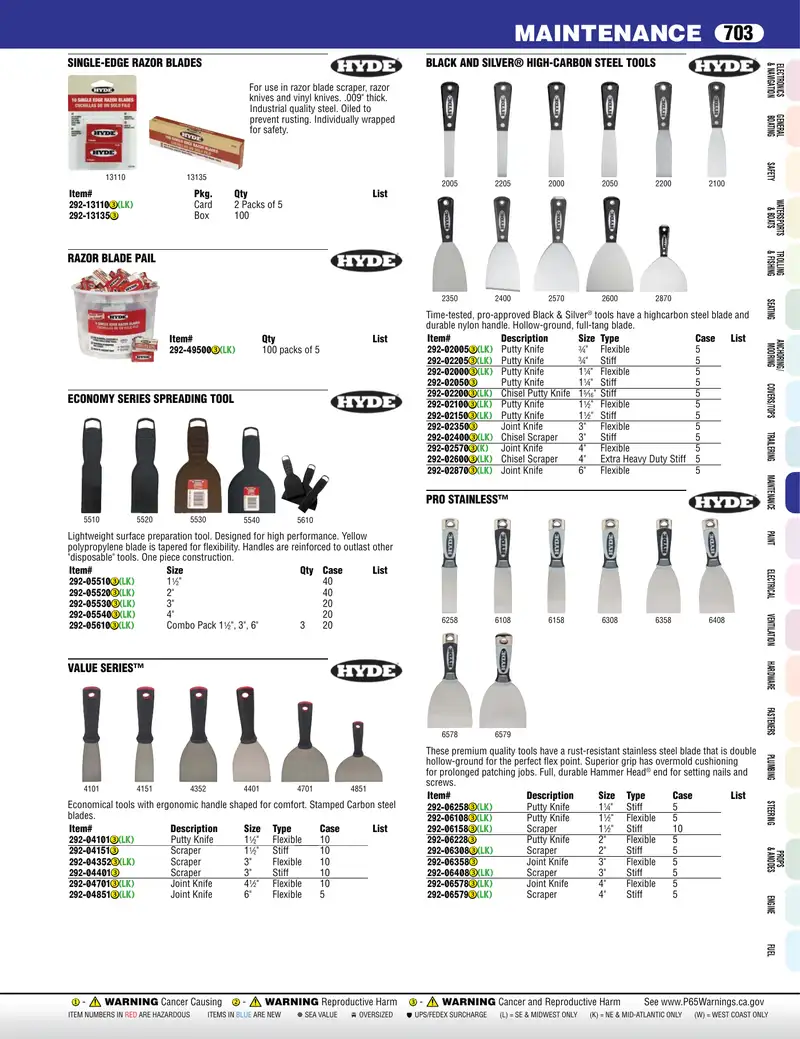 MAINTENANCE 703
SINGLE-EDGE RAZOR BLADES
HYDE
For use in razor blade scraper, razor
knives and vinyl knives. .009" thick.
Industrial quality steel. Oiled to
prevent rusting. Individually wrapped
for safety.
13110 13135
Item# Pkg. Qty List
292-13110③(LK) Card 2 Packs of 5
292-13135③ Box 100
RAZOR BLADE PAIL
HYDE
Item# Qty List
292-49500③(LK) 100 packs of 5
ECONOMY SERIES SPREADING TOOL
HYDE
5510 5520 5530 5540 5610
Lightweight surface preparation tool. Designed for high performance. Yellow
polypropylene blade is tapered for flexibility. Handles are reinforced to outlast other
"disposable" tools. One piece construction.
Item# Size Qty Case List
292-05510③(LK) 1½" 40
292-05520③(LK) 2" 40
292-05530③(LK) 3" 20
292-05540③(LK) 4" 20
292-05610③(LK) Combo Pack 1½", 3", 6" 3 20
VALUE SERIES™
HYDE
4101 4151 4352 4401 4701 4851
Economical tools with ergonomic handle shaped for comfort. Stamped Carbon steel
blades.
Item# Description Size Type Case List
292-04101③(LK) Putty Knife 1½" Flexible 10
292-04151③ Scraper 1½" Stiff 10
292-04352③(LK) Scraper 3" Flexible 10
292-04401③ Scraper 3" Stiff 10
292-04701③(LK) Joint Knife 4½" Flexible 10
292-04851③(LK) Joint Knife 6" Flexible 5
BLACK AND SILVER® HIGH-CARBON STEEL TOOLS
HYDE
2005 2205 2000 2050 2200 2100
2350 2400 2570 2600 2870
Time-tested, pro-approved Black & Silver® tools have a highcarbon steel blade and
durable nylon handle. Hollow-ground, full-tang blade.
Item# Description Size Type Case List
292-02005③(LK) Putty Knife ¾" Flexible 5
292-02205③(LK) Putty Knife ¾" Stiff 5
292-02000③(LK) Putty Knife 1¼" Flexible 5
292-02050③ Putty Knife 1¼" Stiff 5
292-02200③(LK) Chisel Putty Knife 1⁵⁄₁₆" Stiff 5
292-02100③(LK) Putty Knife 1½" Flexible 5
292-02150③(LK) Putty Knife 1½" Stiff 5
292-02350③ Joint Knife 3" Flexible 5
292-02400③(LK) Chisel Scraper 3" Stiff 5
292-02570③(K) Joint Knife 4" Flexible 5
292-02600③(LK) Chisel Scraper 4" Extra Heavy Duty Stiff 5
292-02870③(LK) Joint Knife 6" Flexible 5
PRO STAINLESS™
HYDE
6258 6108 6158 6308 6358 6408
6578 6579
These premium quality tools have a rust-resistant stainless steel blade that is double
hollow-ground for the perfect flex point. Superior grip has overmold cushioning
for prolonged patching jobs. Full, durable Hammer Head® end for setting nails and
screws.
Item# Description Size Type Case List
292-06258③(LK) Putty Knife 1¼" Stiff 5
292-06108③(LK) Putty Knife 1½" Flexible 5
292-06158③(LK) Scraper 1½" Stiff 10
292-06228③ Putty Knife 2" Flexible 5
292-06308③(LK) Scraper 2" Stiff 5
292-06358③ Joint Knife 3" Flexible 5
292-06408③(LK) Scraper 3" Stiff 5
292-06578③(LK) Joint Knife 4" Flexible 5
292-06579③(LK) Scraper 4" Stiff 5
ELECTRONICS
& NAVIGATION
GENERAL
BOATING
SAFETY
WATERSPORTS
& BOATS
TROLLING
& FISHING
SEATING
ANCHORING/
MOORING
COVERS/TOPS
TRAILERING
MAINTENANCE
PAINT
ELECTRICAL
VENTILATION
HARDWARE
FASTENERS
PLUMBING
STEERING
PROPS
& ANODES
ENGINE
FUEL
① - WARNING Cancer Causing ② - WARNING Reproductive Harm ③ - WARNING Cancer and Reproductive Harm See www.P65Warnings.ca.gov
ITEM NUMBERS IN RED ARE HAZARDOUS ITEMS IN BLUE ARE NEW SEA VALUE OVERSIZED UPS/FEDEX SURCHARGE (L) = SE & MIDWEST ONLY (K) = NE & MID-ATLANTIC ONLY (W) = WEST COAST ONLY